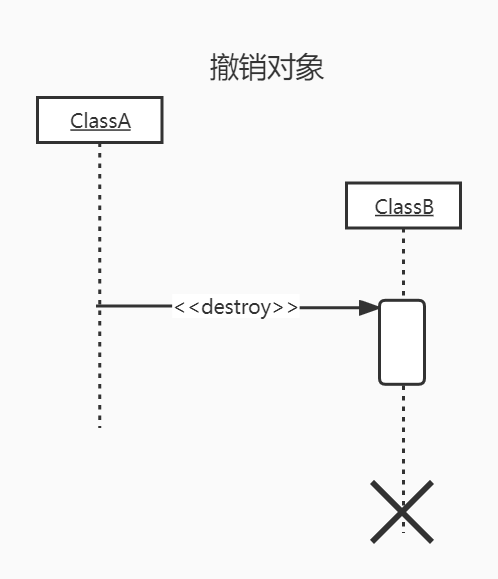 撤销对象
ClassA
ClassB
<<destroy>>